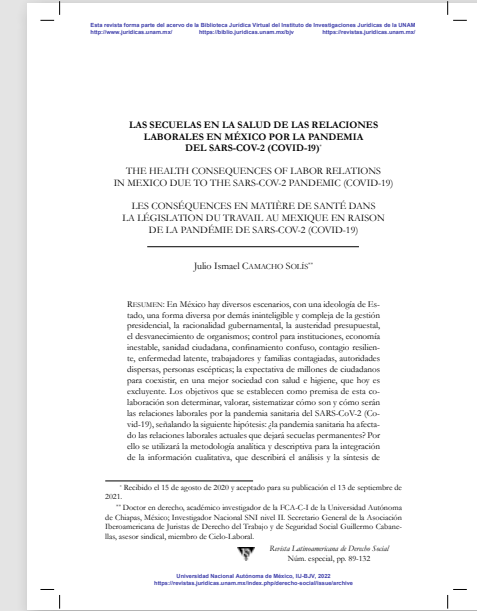 Esta revista forma parte del acervo de la Biblioteca Jurídica Virtual del Instituto de Investigaciones Jurídicas de la UNAM
http://www.juridicas.unam.mx/ https://biblio.juridicas.unam.mx/bjv https://revistas.juridicas.unam.mx/
LAS SECUELAS EN LA SALUD DE LAS RELACIONES
LABORALES EN MÉXICO POR LA PANDEMIA
DEL SARS-COV-2 (COVID-19)*
THE HEALTH CONSEQUENCES OF LABOR RELATIONS
IN MEXICO DUE TO THE SARS-COV-2 PANDEMIC (COVID-19)
LES CONSÉQUENCES EN MATIÈRE DE SANTÉ DANS
LA LÉGISLATION DU TRAVAIL AU MEXIQUE EN RAISON
DE LA PANDÉMIE DE SARS-COV-2 (COVID-19)
Julio Ismael CAMACHO SOLÍS**
RESUMEN: En México hay diversos escenarios, con una ideología de Es-
tado, una forma diversa por demás ininteligible y compleja de la gestión
presidencial, la racionalidad gubernamental, la austeridad presupuestal,
el desvanecimiento de organismos; control para instituciones, economía
inestable, sanidad ciudadana, confinamiento confuso, contagio resilien-
te, enfermedad latente, trabajadores y familias contagiadas, autoridades
dispersas, personas escépticas; la expectativa de millones de ciudadanos
para coexistir, en una mejor sociedad con salud e higiene, que hoy es
excluyente. Los objetivos que se establecen como premisa de esta co-
laboración son determinar, valorar, sistematizar cómo son y cómo serán
las relaciones laborales por la pandemia sanitaria del SARS-CoV-2 (Co-
vid-19), señalando la siguiente hipótesis: ¿la pandemia sanitaria ha afecta-
do las relaciones laborales actuales que dejará secuelas permanentes? Por
ello se utilizará la metodología analítica y descriptiva para la integración
de la información cualitativa, que describirá el análisis y la síntesis de
* Recibido el 15 de agosto de 2020 y aceptado para su publicación el 13 de septiembre de
2021.
** Doctor en derecho, académico investigador de la FCA-C-I de la Universidad Autónoma
de Chiapas, México; Investigador Nacional SNI nivel II. Secretario General de la Asociación
Iberoamericana de Juristas de Derecho del Trabajo y de Seguridad Social Guillermo Cabane-
llas, asesor sindical, miembro de Cielo-Laboral.
Revista Latinoamericana de Derecho Social
Núm. especial, pp. 89-132
Universidad Nacional Autónoma de México, IIJ-BJV, 2022
https://revistas.juridicas.unam.mx/index.php/derecho-social/issue/archive